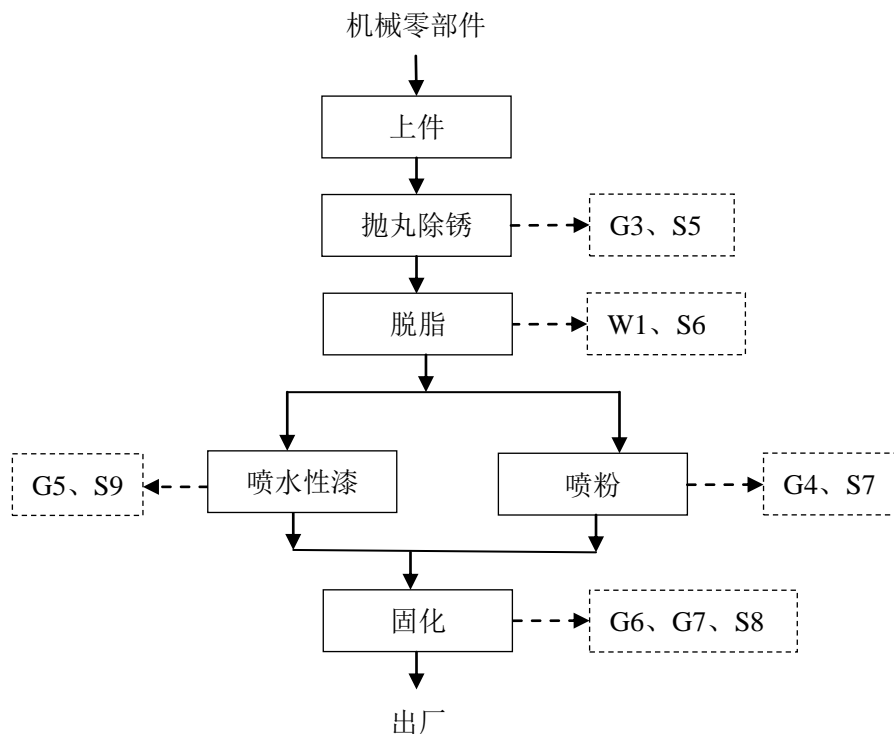 机械零部件
上件
抛丸除锈
G3、S5
脱脂
W1、S6
G5、S9
喷水性漆
喷粉
G4、S7
固化
G6、G7、S8
出厂